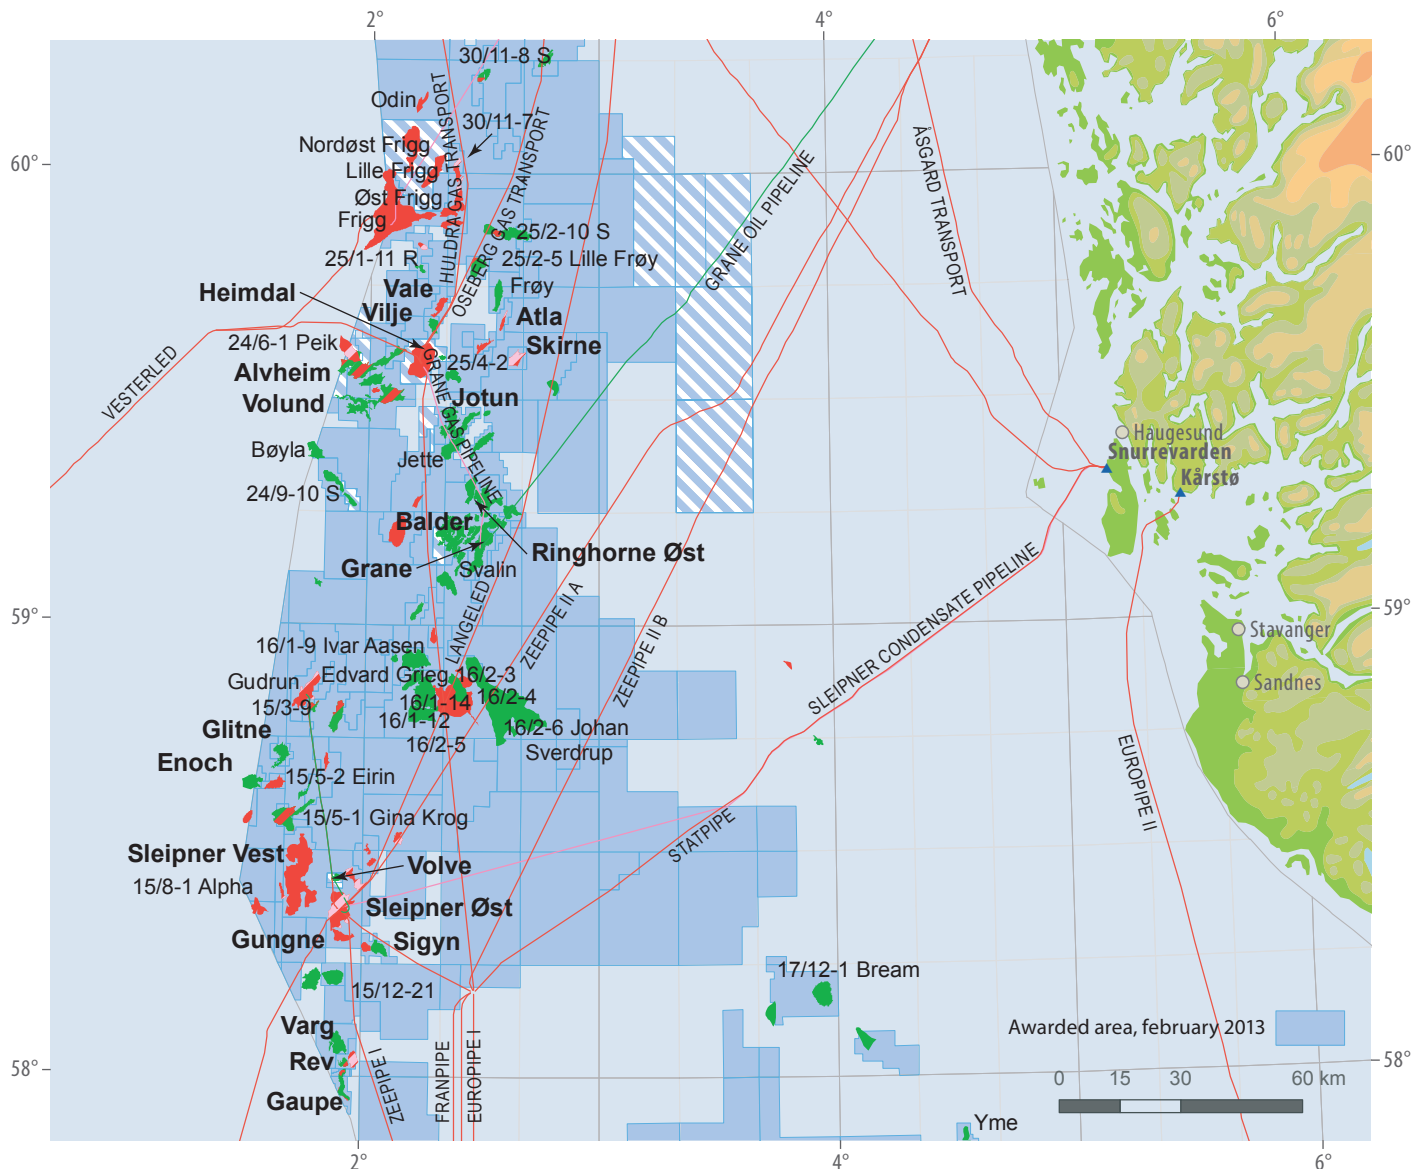 2°
4°
6°
30/11-8 S
Odin
HULDRA GAS TRANSPORT
30/11-7
OSEBERG GAS TRANSPORT
ÅSGARD TRANSPORT
Nordøst Frigg
60°
60°
Lille Frigg
Øst Frigg
Frigg
GRANE OIL PIPELINE
25/2-10 S
25/1-11 R
25/2-5 Lille Frøy
Vale
Frøy
Heimdal
Vilje
Atla
24/6-1 Peik
25/4-2
Skirne
VESTERLED
Alvheim
GRANE GAS PIPELINE
Volund
Jotun
Haugesund
Bøyla
Jette
Snurrevarden
Kårstø
24/9-10 S
Balder
Ringhorne Øst
Grane
Svalin
59°
59°
LANGELED
ZEEPIPE II A
ZEEPIPE II B
SLEIPNER CONDENSATE PIPELINE
Stavanger
16/1-9 Ivar Aasen
Edvard Grieg
16/2-3
Gudrun
Sandnes
15/3-9
16/1-14
16/2-4
16/1-12
Glitne
16/2-6 Johan
Sverdrup
16/2-5
Enoch
15/5-2 Eirin
EUROPIPE II
15/5-1 Gina Krog
STATPIPE
Sleipner Vest
Volve
15/8-1 Alpha
Sleipner Øst
Gungne
Sigyn
17/12-1 Bream
15/12-21
Varg
Awarded area, february 2013
Rev
58°
58°
ZEEPIPE I
FRANPIPE
EUROPIPE I
0 15 30 60 km
Gaupe
Yme
2°
4°
6°